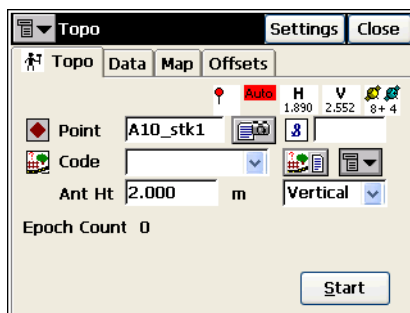 Topo Settings Close
Topo Data Map Offsets
Auto H V
1.890 2.552 8+ 4
Point A10_stk1
Code
Ant Ht 2.000 m Vertical
Epoch Count 0
Start